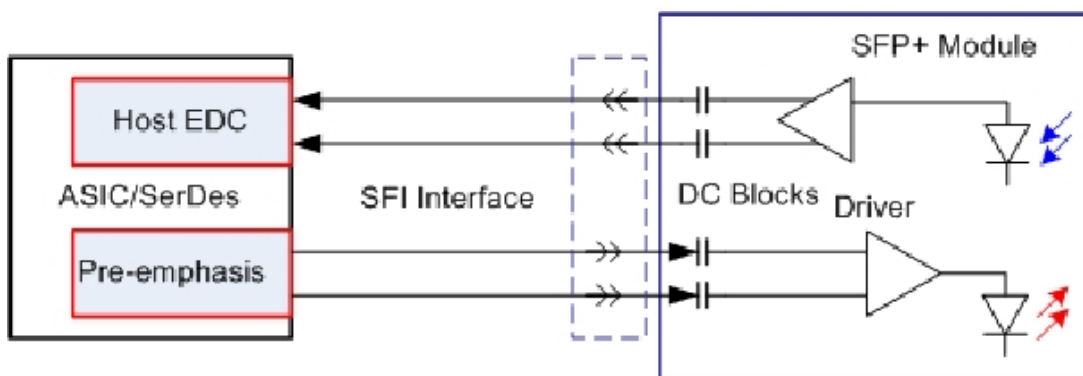 SFP+ Module
Host EDC
ASIC/SerDes
SFI Interface
DC Blocks
Driver
Pre-emphasis